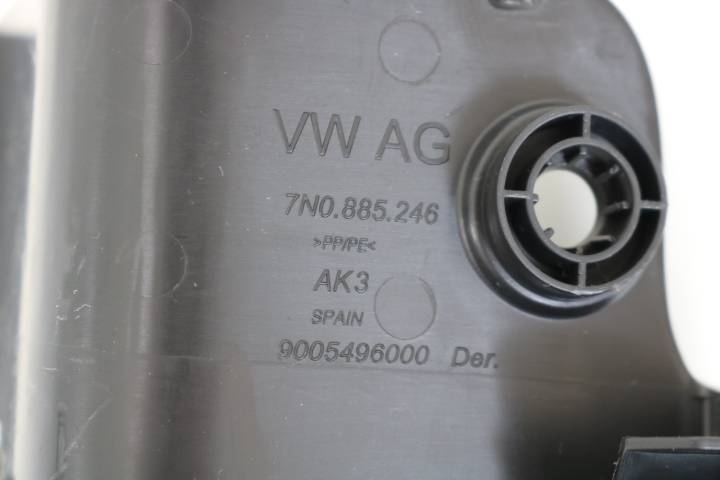 VW AG
7N0.885.246
>PP/PE<
AK3
SPAIN
9005496000 Der.